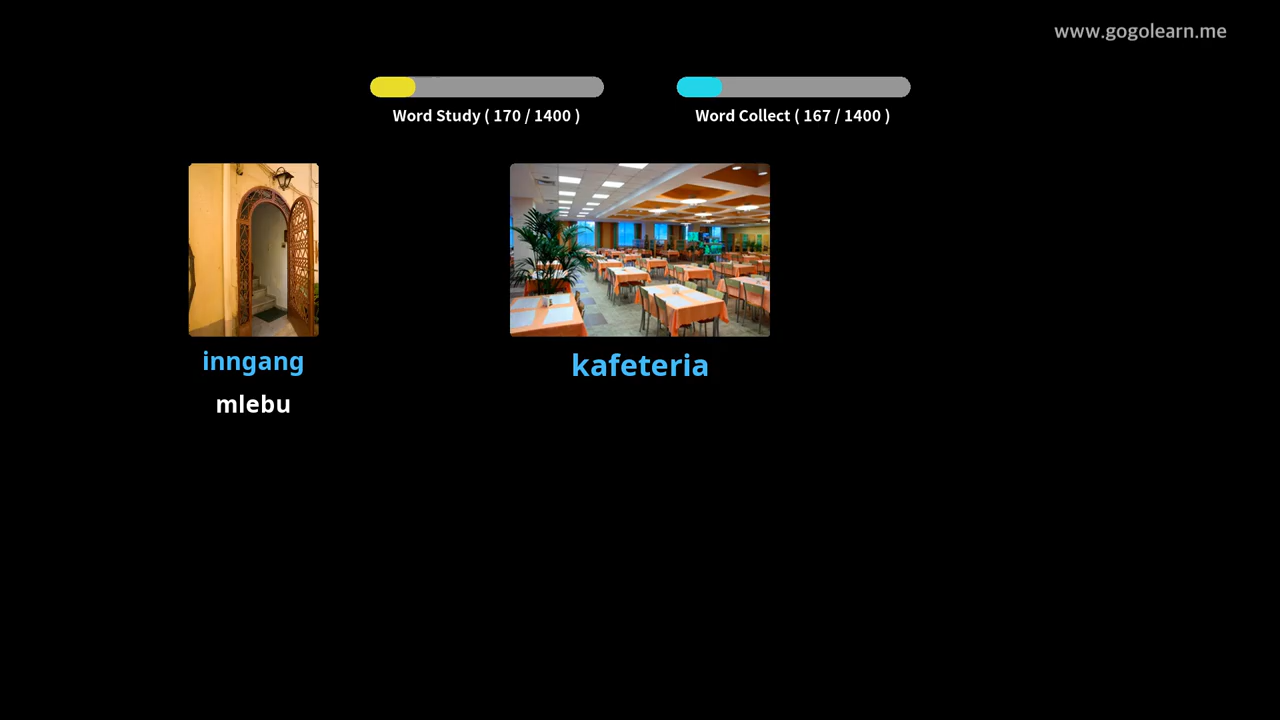 www.gogolearn.me
Word Study ( 170 / 1400 )
Word Collect ( 167 / 1400 )
inngang
mlebu
kafeteria